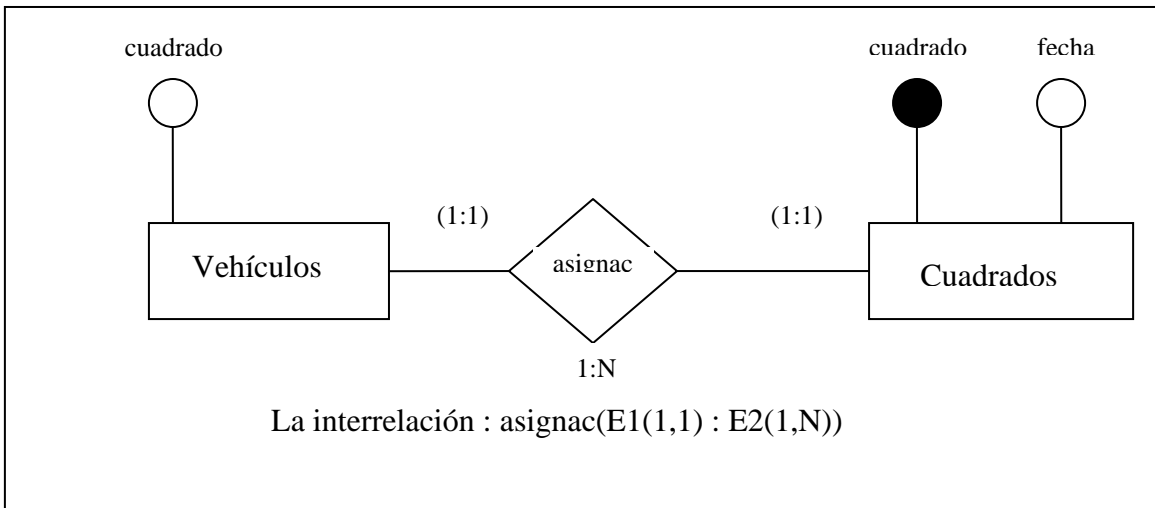 cuadrado
cuadrado fecha
(1:1) (1:1)
Vehículos asignac Cuadrados
1:N
La interrelación : asignac(E1(1,1) : E2(1,N))